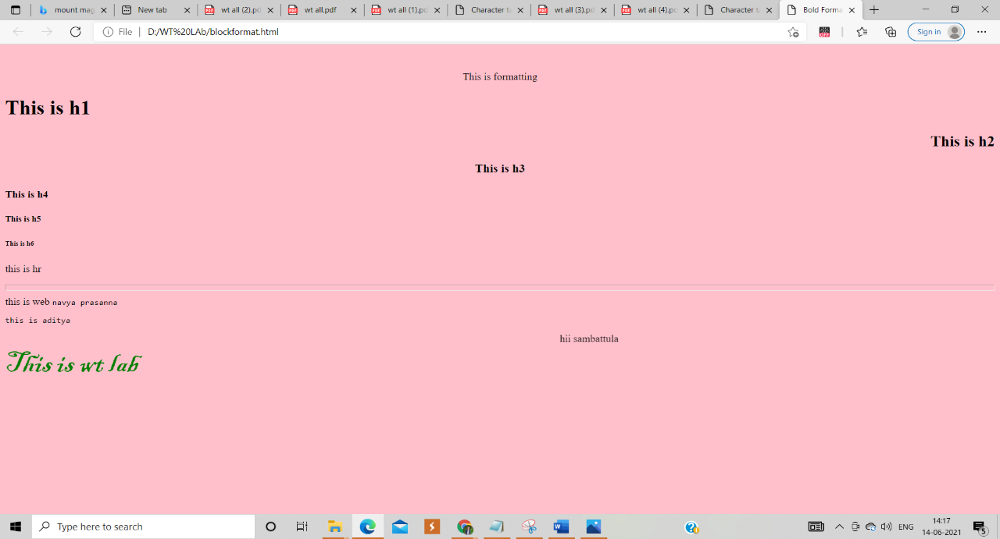 mount mag
New tab
wt all (2).pd
wt all.pdf
wt all (1).pd
Character ta
wt all (3).pd
wt all (4).pd
Character ta
Bold Forma
File
D:/WT%20LAb/blockformat.html
OFF
Sign in
This is formatting
This is h1
This is h2
This is h3
This is h4
This is h5
This is h6
this is hr
this is web navya prasanna
this is aditya
hii sambattula
This is wt lab
Type here to search
ENG
14:17
14-06-2021
5